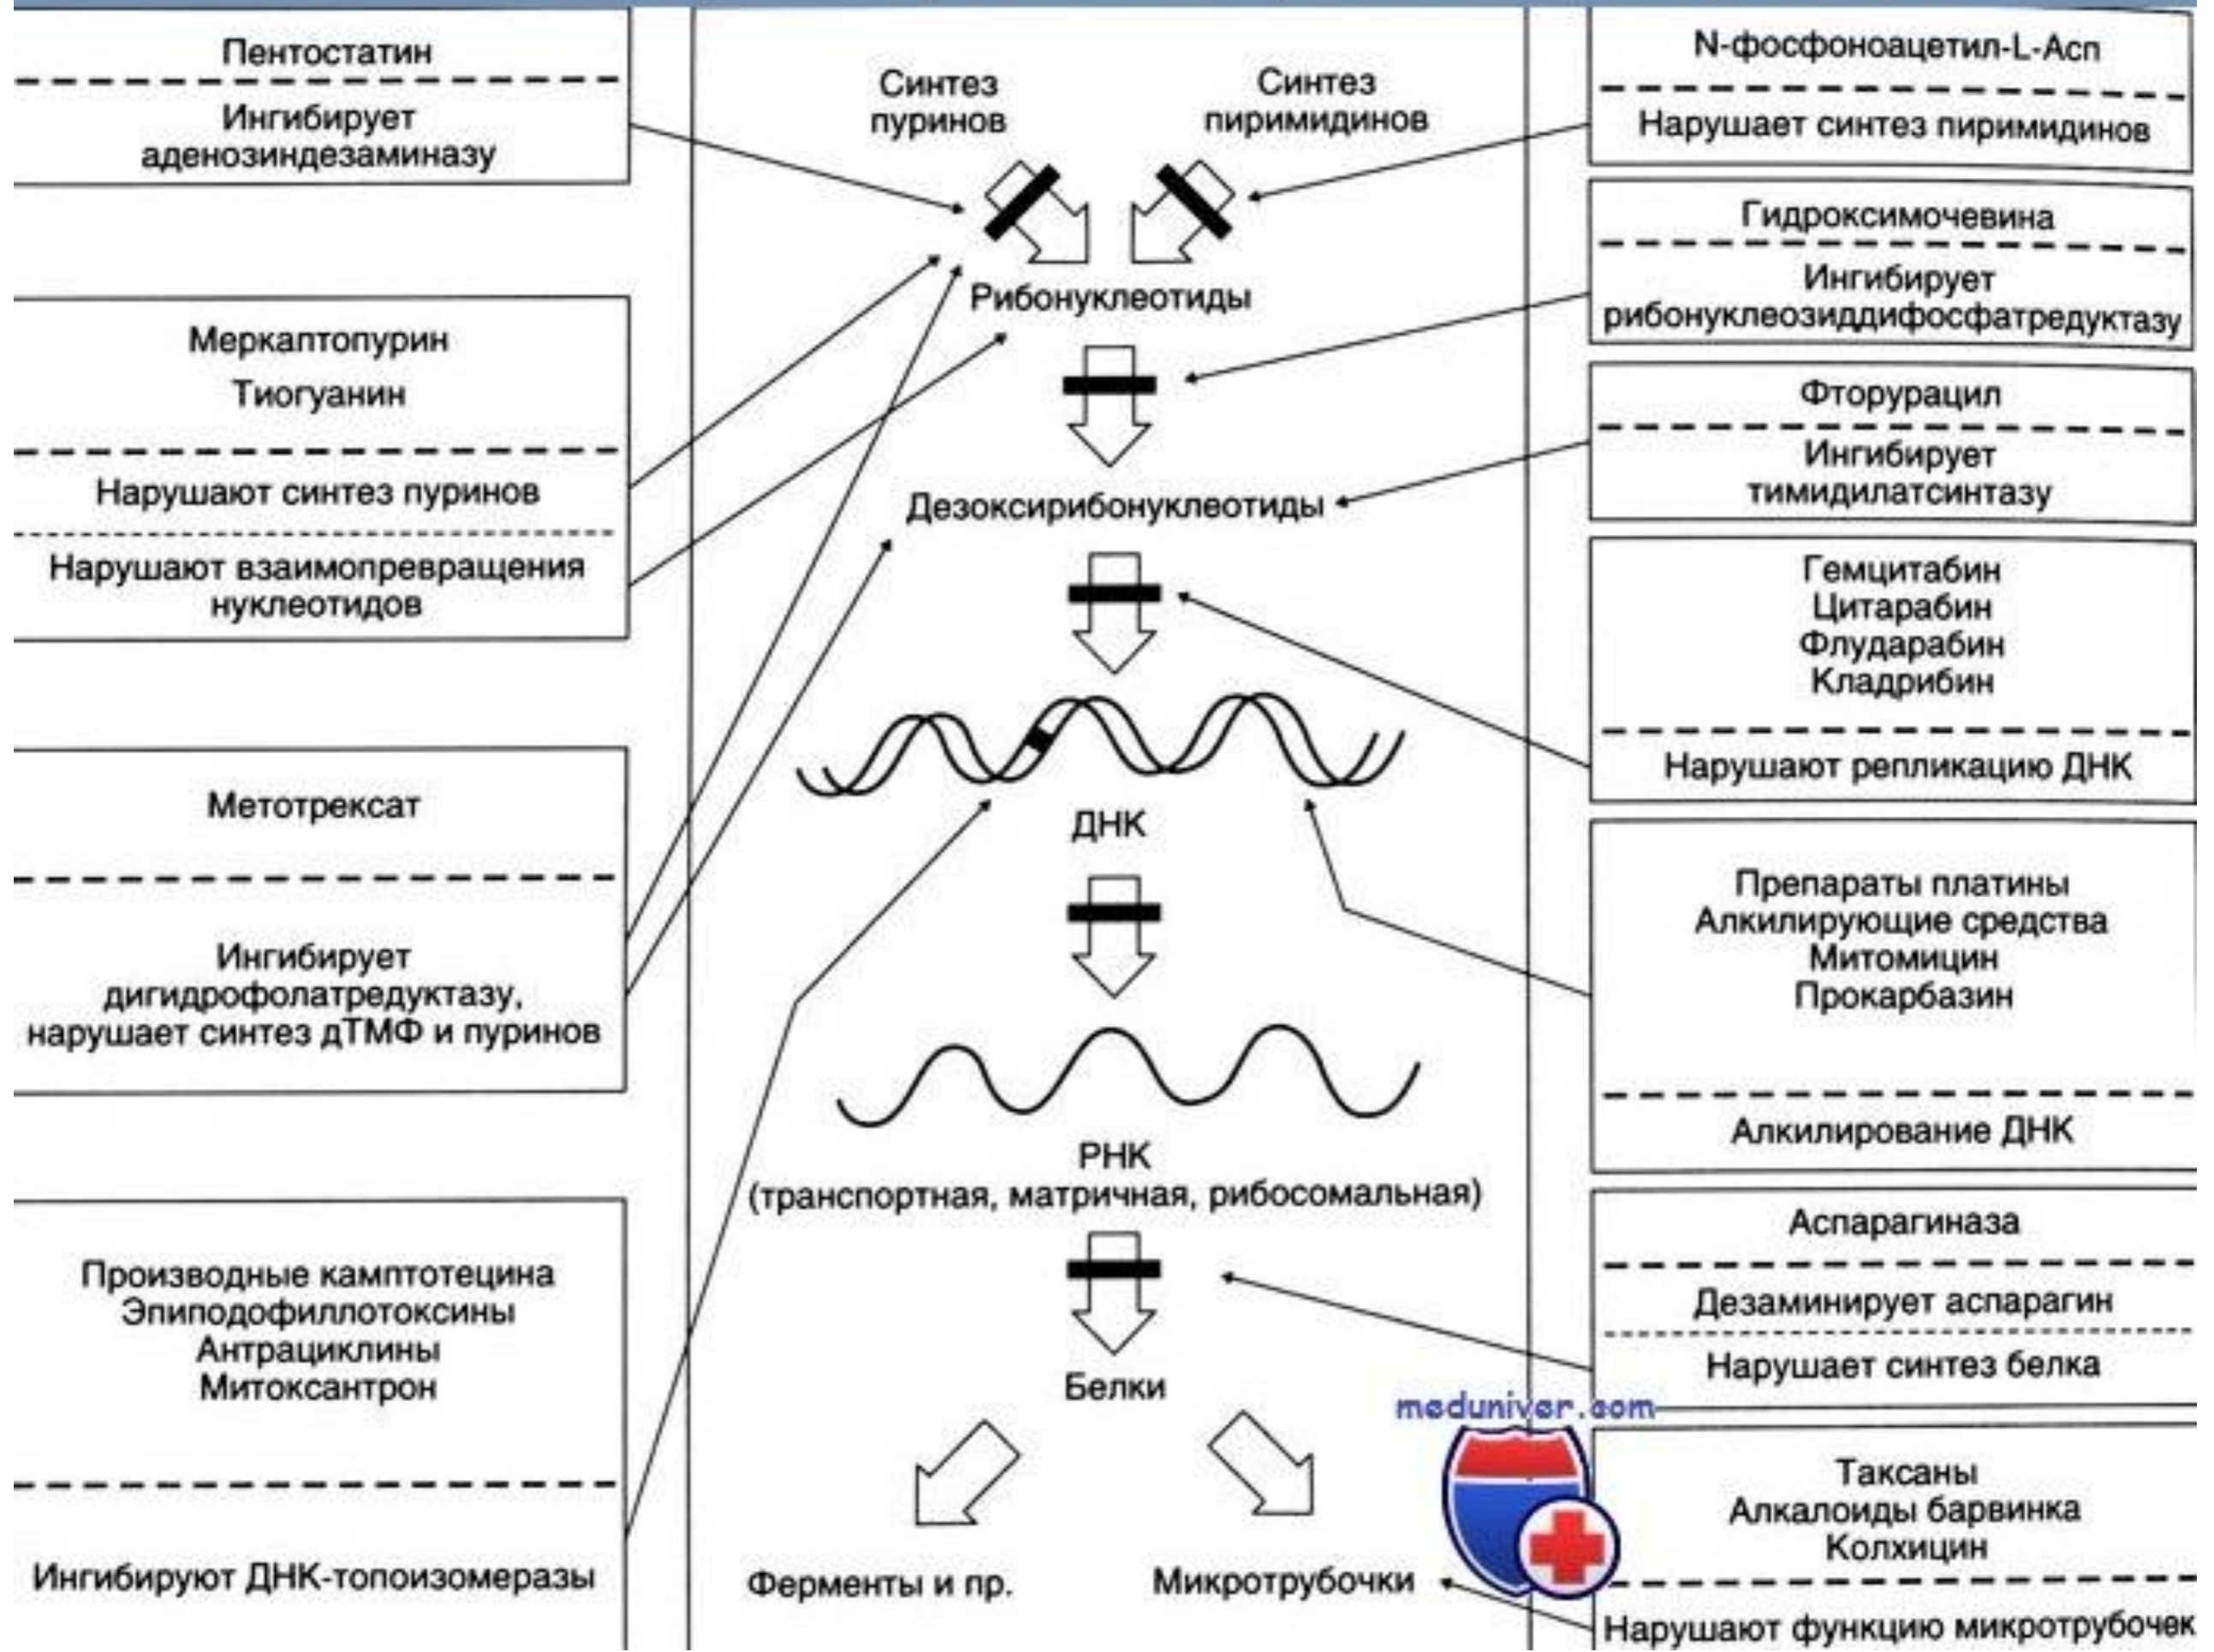 Пентостатин
Ингибирует
аденозиндезаминазу
Меркаптопурин
Тиогуанин
Нарушают синтез пуринов
Нарушают взаимопревращения
нуклеотидов
Метотрексат
Ингибирует
дигидрофолатредуктазу,
нарушает синтез дТМФ и пуринов
Производные камптотецина
Эпиподофиллотоксины
Антрациклины
Митоксантрон
Ингибируют ДНК-топоизомеразы
Синтез
пуринов
Синтез
пиримидинов
Рибонуклеотиды
Дезоксирибонуклеотиды
ДНК
РНК
(транспортная, матричная, рибосомальная)
Белки
Ферменты и пр.
Микротрубочки
N-фосфоноацетил-L-Асп
Нарушает синтез пиримидинов
Гидроксимочевина
Ингибирует
рибонуклеозиддифосфатредуктазу
Фторурацил
Ингибирует
тимидилатсинтазу
Гемцитабин
Цитарабин
Флударабин
Кладрибин
Нарушают репликацию ДНК
Препараты платины
Алкилирующие средства
Митомицин
Прокарбазин
Алкилирование ДНК
Аспарагиназа
Дезаминирует аспарагин
Нарушает синтез белка
meduniver.com
Таксаны
Алкалоиды барвинка
Колхицин
Нарушают функцию микротрубочек